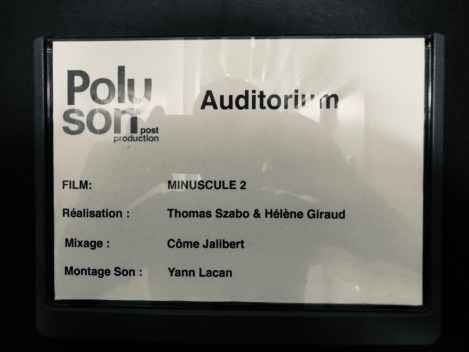 Poly
son post
production
Auditorium
FILM: MINUSCULE 2
Réalisation : Thomas Szabo & Hélène Giraud
Mixage : Côme Jalibert
Montage Son : Yann Lacan